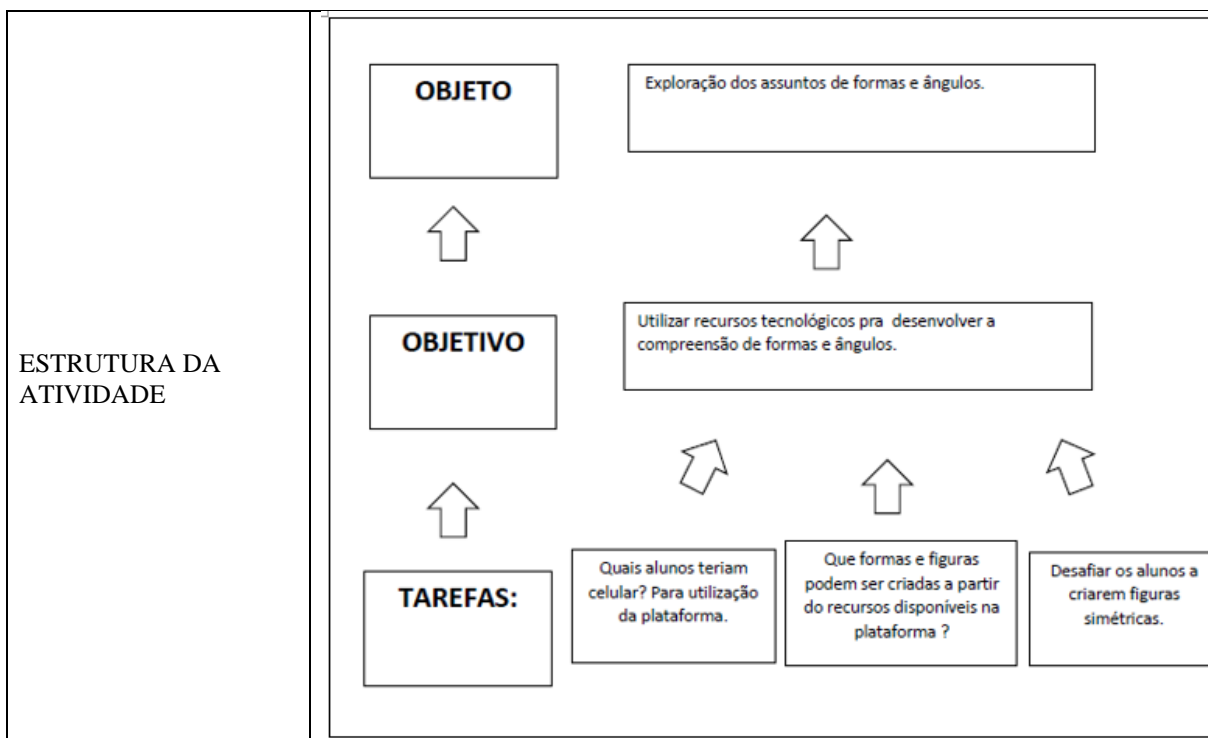 ESTRUTURA DA
ATIVIDADE
OBJETO
Exploração dos assuntos de formas e ângulos.
OBJETIVO
Utilizar recursos tecnológicos pra desenvolver a
compreensão de formas e ângulos.
TAREFAS:
Quais alunos teriam
celular? Para utilização
da plataforma.
Que formas e figuras
podem ser criadas a partir
do recursos disponíveis na
plataforma ?
Desafiar os alunos a
criarem figuras
simétricas.